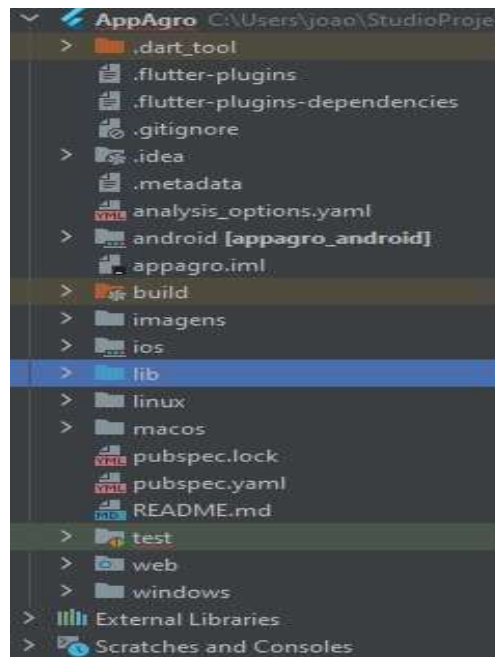 AppAgro C:\Users\joao\StudioProje
.dart_tool
.flutter-plugins
.flutter-plugins-dependencies
.gitignore
.idea
.metadata
analysis_options.yaml
android [appagro_android]
appagro.iml
build
imagens
ios
lib
linux
macos
pubspec.lock
pubspec.yaml
README.md
test
web
windows
External Libraries
Scratches and Consoles